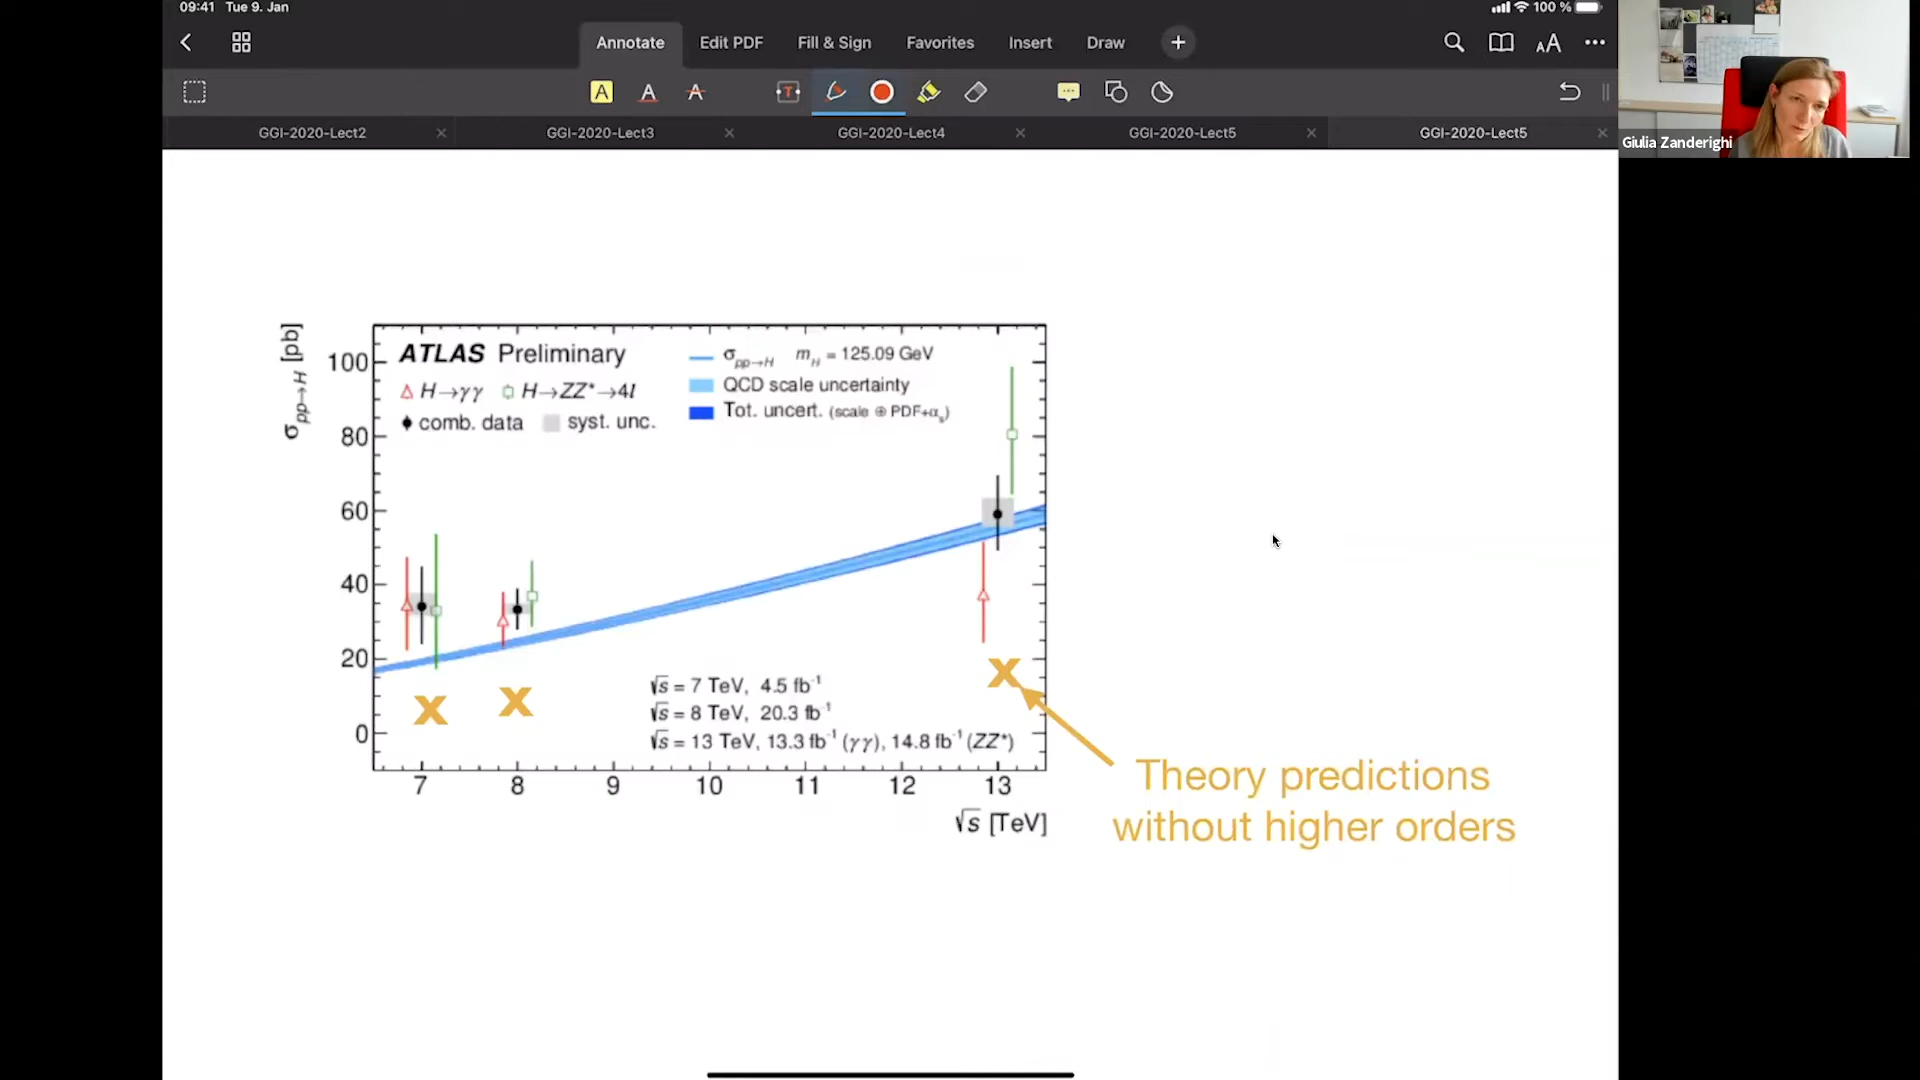 09:41 Tue 9. Jan
100 %
Annotate Edit PDF Fill & Sign Favorites Insert Draw
GGI-2020-Lect2 GGI-2020-Lect3 GGI-2020-Lect4 GGI-2020-Lect5 GGI-2020-Lect5
Giulia Zanderighi
σpp→H [pb]
100
80
60
40
20
0
ATLAS Preliminary
H→γγ H→ZZ*→4l
comb. data syst. unc.
σpp→H mH = 125.09 GeV
QCD scale uncertainty
Tot. uncert. (scale ⊕ PDF+αs)
x x x
√s = 7 TeV, 4.5 fb-1
√s = 8 TeV, 20.3 fb-1
√s = 13 TeV, 13.3 fb-1 (γγ), 14.8 fb-1 (ZZ*)
7 8 9 10 11 12 13
√s [TeV]
Theory predictions
without higher orders